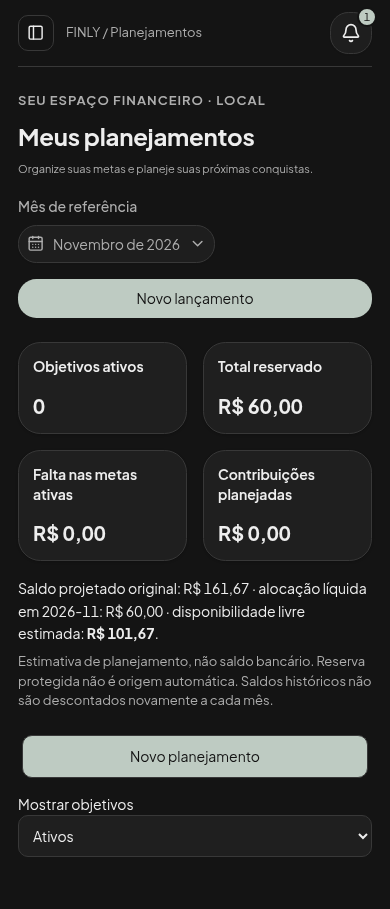 FINLY / Planejamentos
1
SEU ESPAÇO FINANCEIRO · LOCAL
Meus planejamentos
Organize suas metas e planeje suas próximas conquistas.
Mês de referência
Novembro de 2026
Novo lançamento
Objetivos ativos
0
Total reservado
R$ 60,00
Falta nas metas
ativas
R$ 0,00
Contribuições
planejadas
R$ 0,00
Saldo projetado original: R$ 161,67 · alocação líquida
em 2026-11: R$ 60,00 · disponibilidade livre
estimada: R$ 101,67.
Estimativa de planejamento, não saldo bancário. Reserva
protegida não é origem automática. Saldos históricos não
são descontados novamente a cada mês.
Novo planejamento
Mostrar objetivos
Ativos